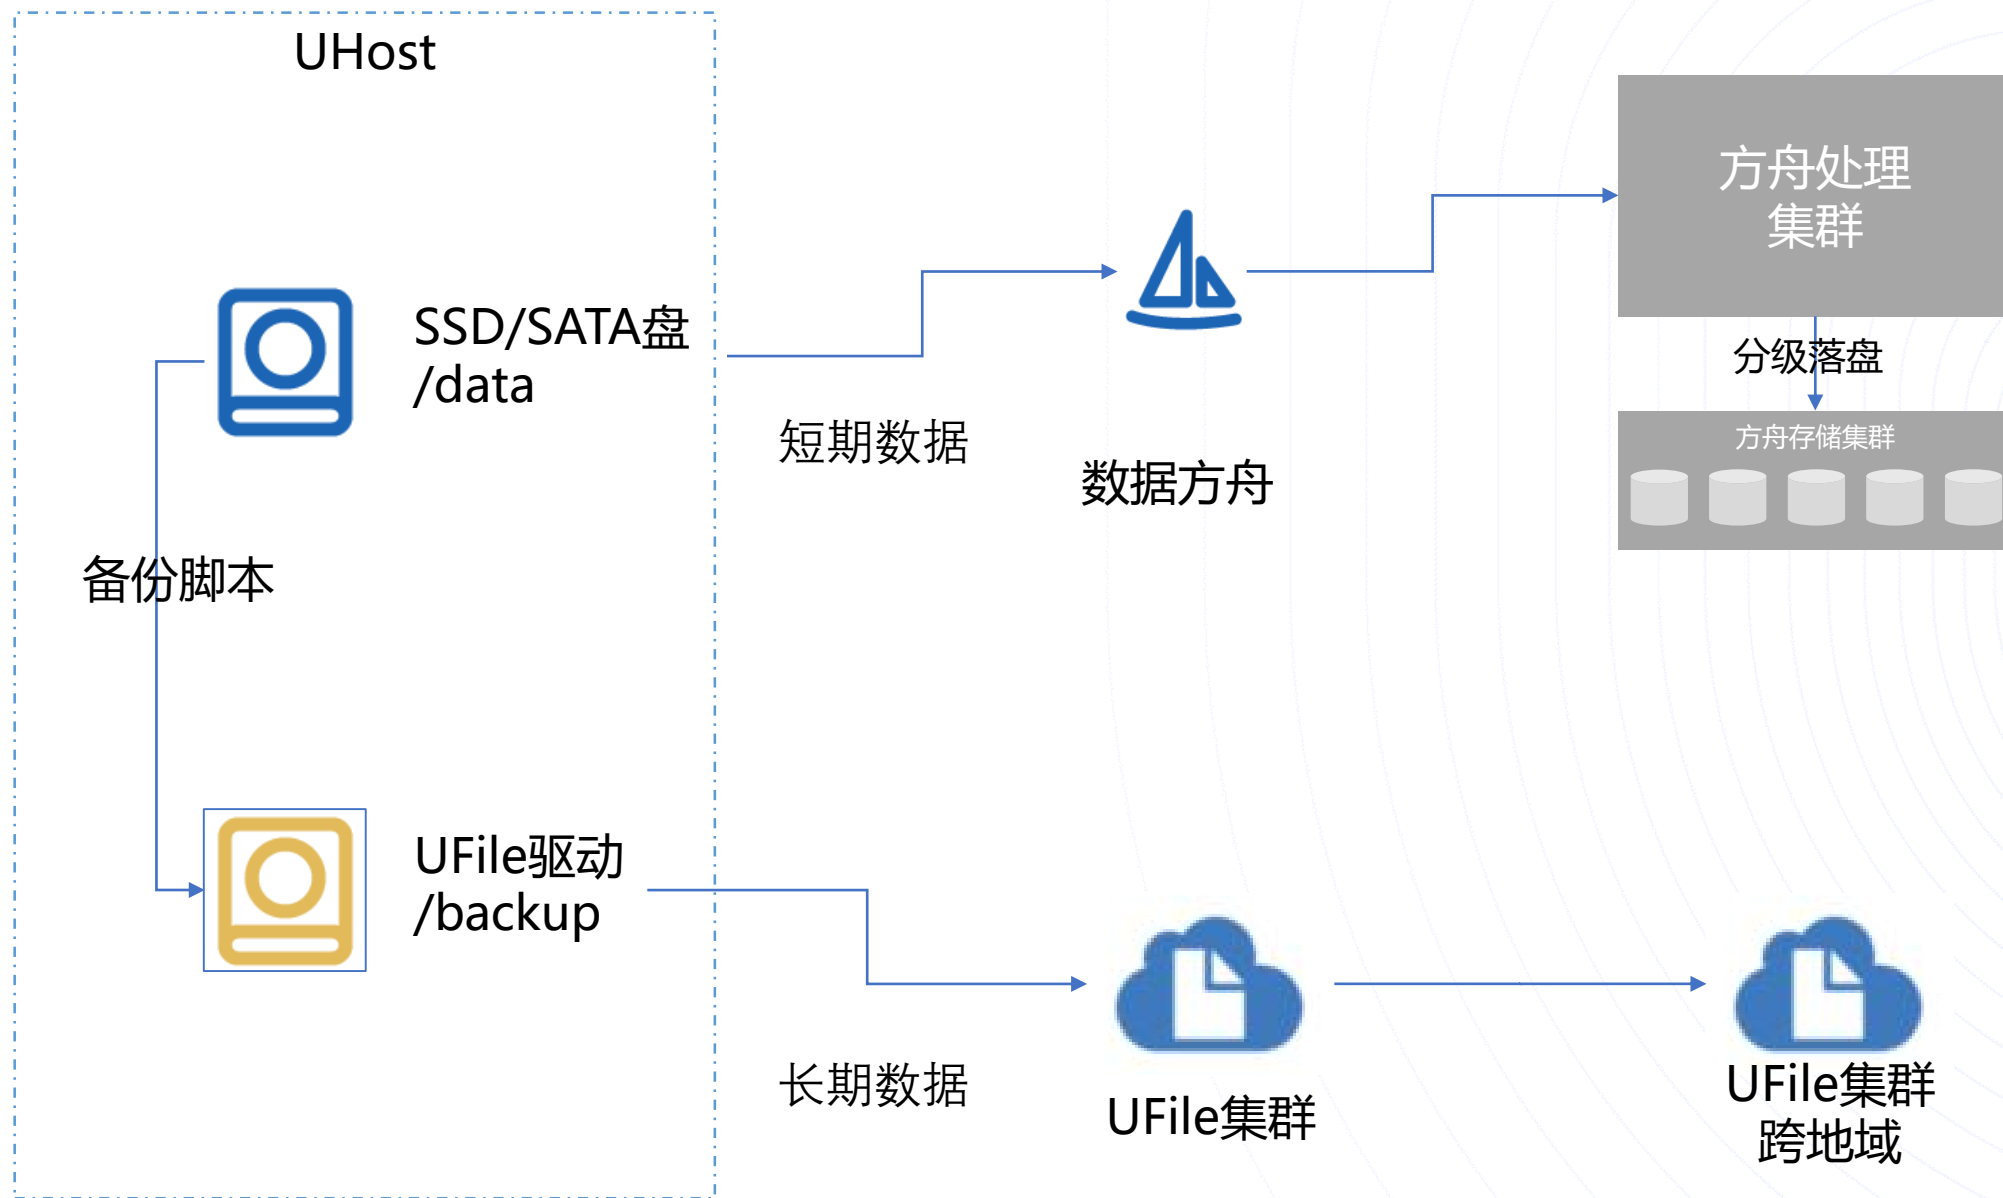 UHost
方舟处理
集群
SSD/SATA盘
/data
分级落盘
短期数据
数据方舟
方舟存储集群
备份脚本
UFile驱动
/backup
长期数据
UFile集群
UFile集群
跨地域